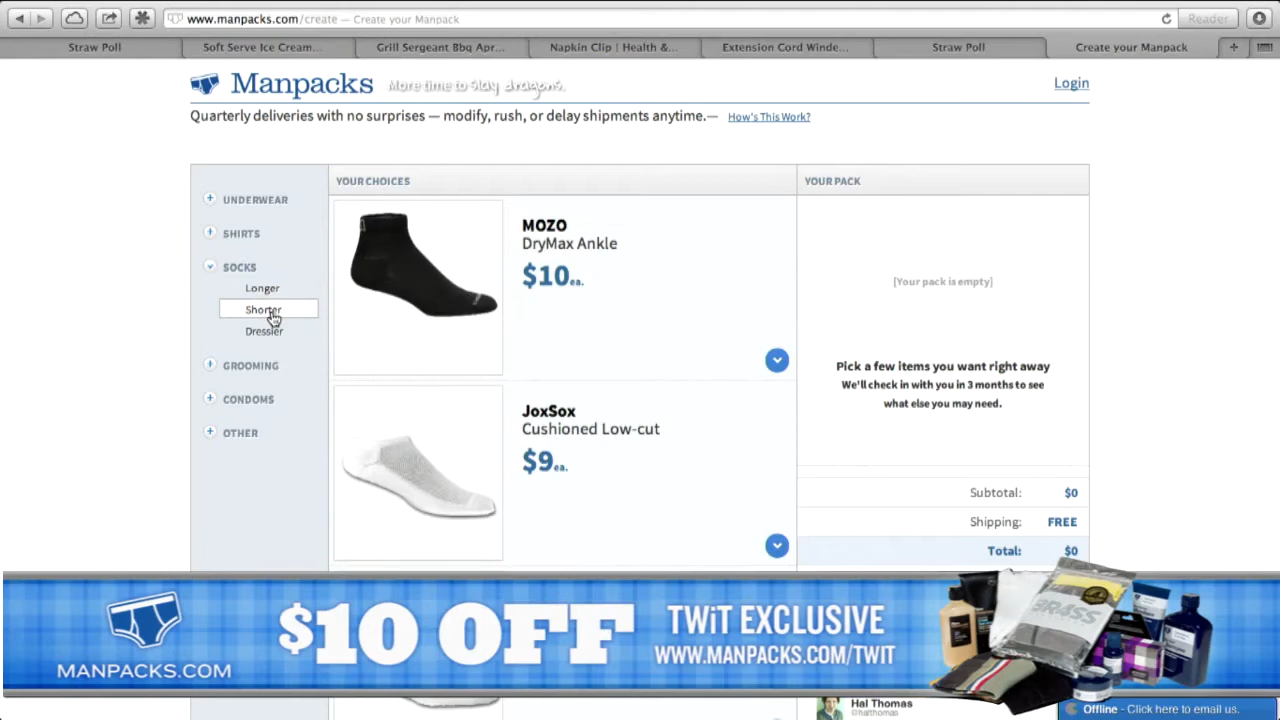 www.manpacks.com/create — Create your Manpack
Reader
Straw Poll
Soft Serve Ice Cream...
Grill Sergeant Bbq Apr...
Napkin Clip | Health &...
Extension Cord Winde...
Straw Poll
Create your Manpack
Manpacks
More time to slay dragons.
Login
Quarterly deliveries with no surprises — modify, rush, or delay shipments anytime.—
How's This Work?
YOUR CHOICES
YOUR PACK
UNDERWEAR
SHIRTS
SOCKS
Longer
Shorter
Dressier
GROOMING
CONDOMS
OTHER
MOZO
DryMax Ankle
$10ea.
JoxSox
Cushioned Low-cut
$9ea.
[Your pack is empty]
Pick a few items you want right away
We'll check in with you in 3 months to see
what else you may need.
Subtotal: $0
Shipping: FREE
Total: $0
MANPACKS.COM
$10 OFF
TWiT EXCLUSIVE
WWW.MANPACKS.COM/TWIT
Hal Thomas
@halthomas
Offline - Click here to email us.